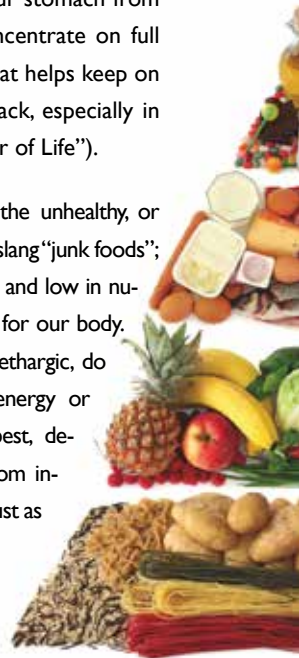 our stomach from
ncentrate on full
at helps keep on
ack, especially in
r of Life”).
the unhealthy, or
slang “junk foods”;
and low in nu-
for our body.
ethargic, do
energy or
best, de-
om in-
ust as